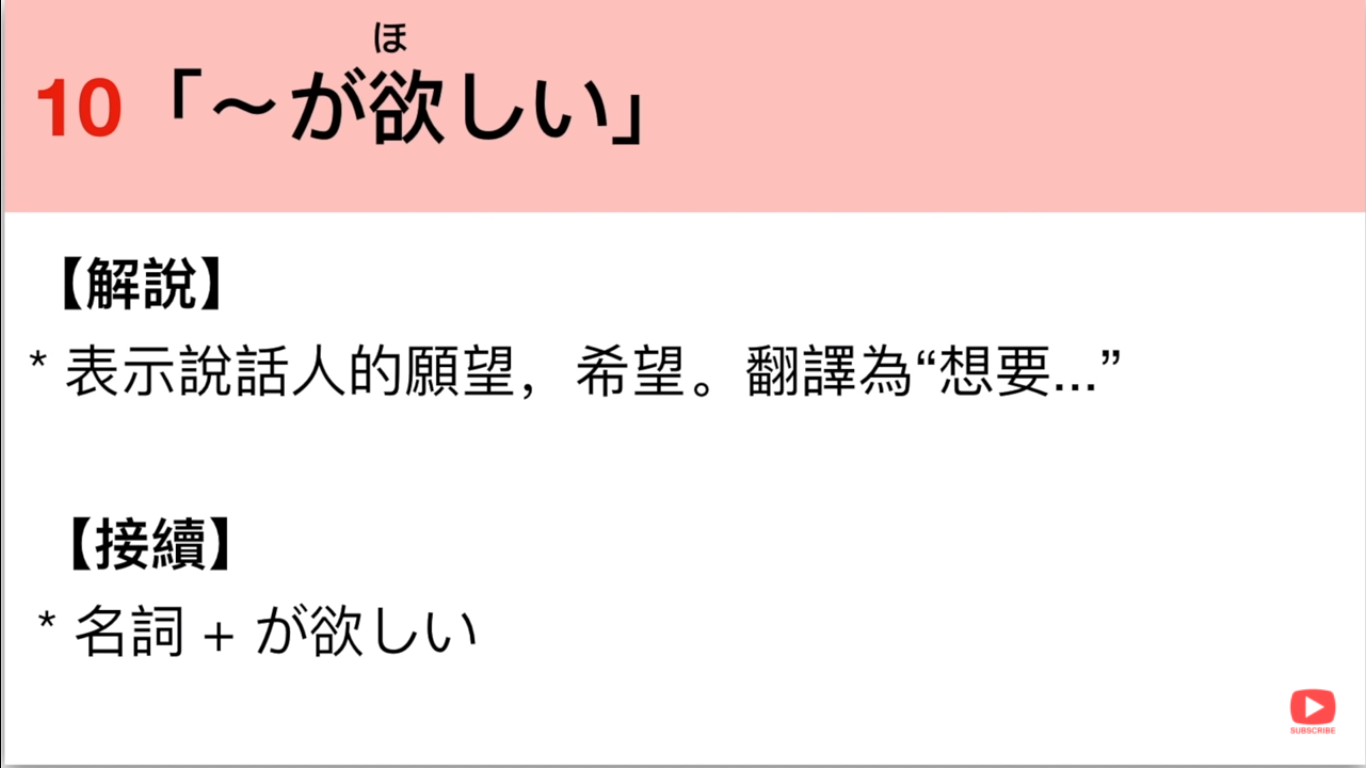 ほ
10「~が欲しい」
【解說】
* 表示說話人的願望，希望。翻譯為“想要...”
【接續】
* 名詞 + が欲しい
SUBSCRIBE